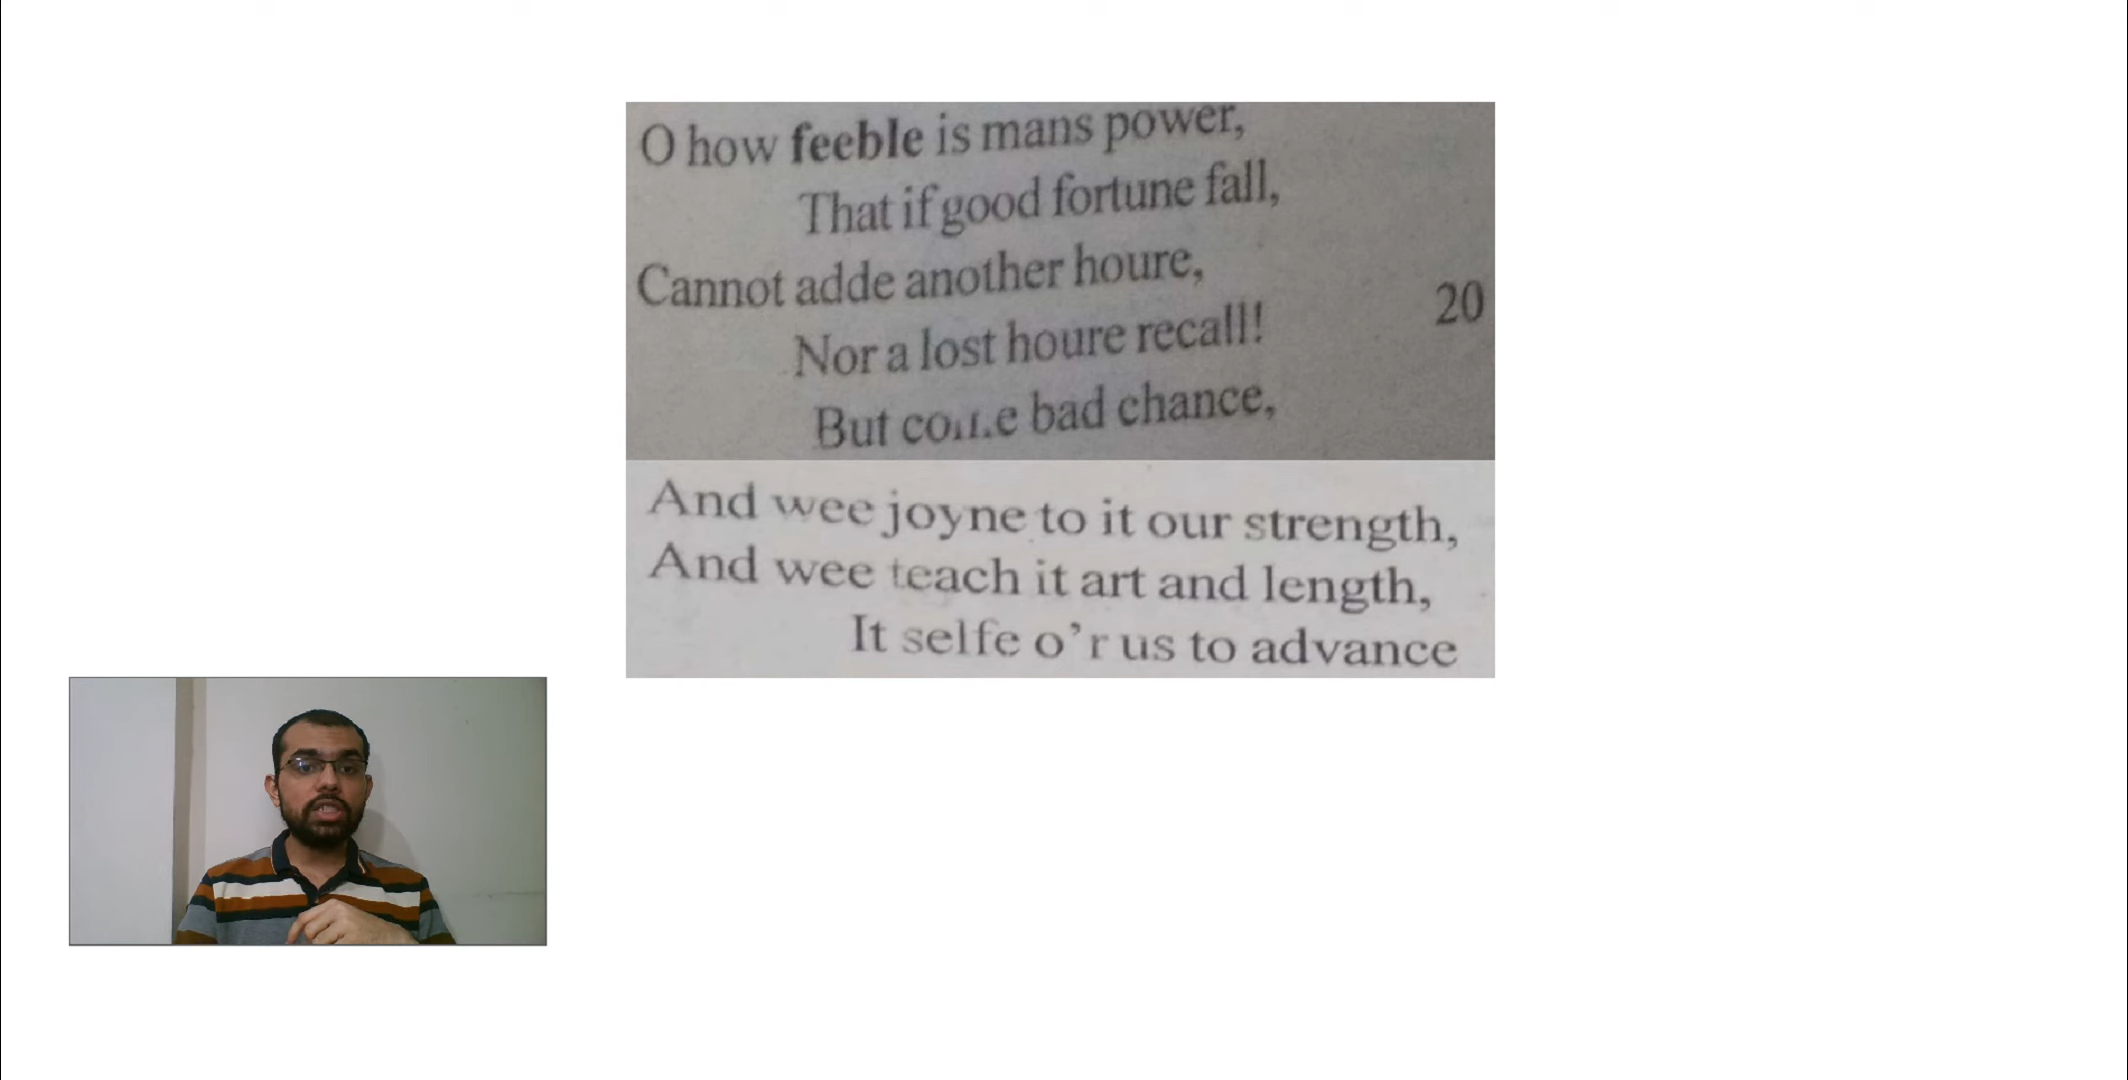 O how feeble is mans power,
That if good fortune fall,
Cannot adde another houre,
20
Nor a lost houre recall!
But come bad chance,
And wee joyne to it our strength,
And wee teach it art and length,
It selfe o'r us to advance